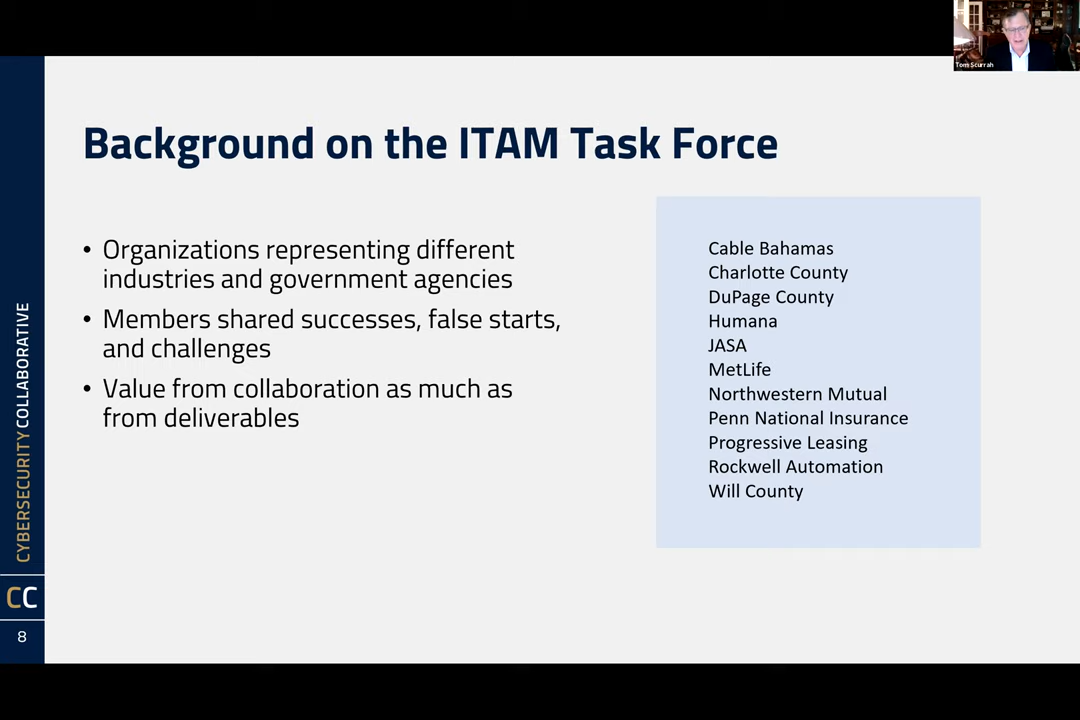 Tom Scurrah
Background on the ITAM Task Force
• Organizations representing different
industries and government agencies
• Members shared successes, false starts,
and challenges
• Value from collaboration as much as
from deliverables
Cable Bahamas
Charlotte County
DuPage County
Humana
JASA
MetLife
Northwestern Mutual
Penn National Insurance
Progressive Leasing
Rockwell Automation
Will County
CYBERSECURITY COLLABORATIVE
CC
8